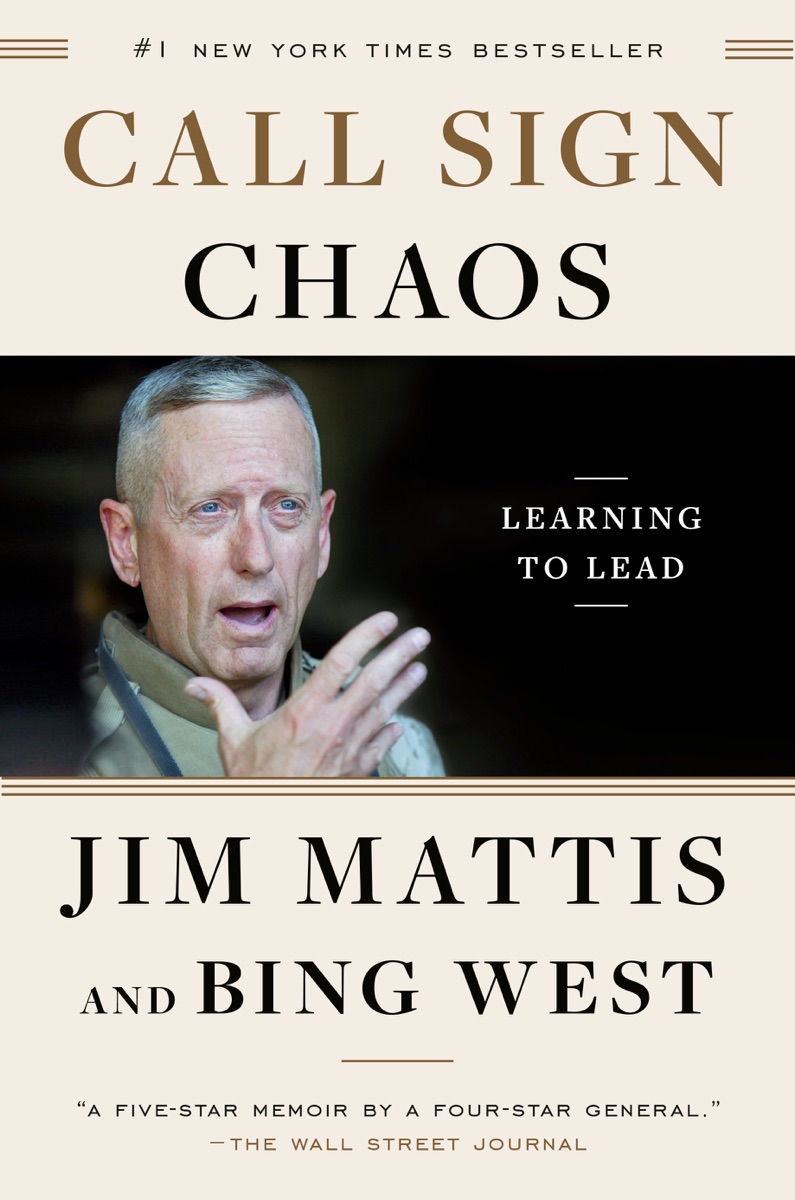 #1 NEW YORK TIMES BESTSELLER
CALL SIGN
CHAOS
LEARNING
TO LEAD
JIM MATTIS
AND BING WEST
“A FIVE-STAR MEMOIR BY A FOUR-STAR GENERAL.”
—THE WALL STREET JOURNAL